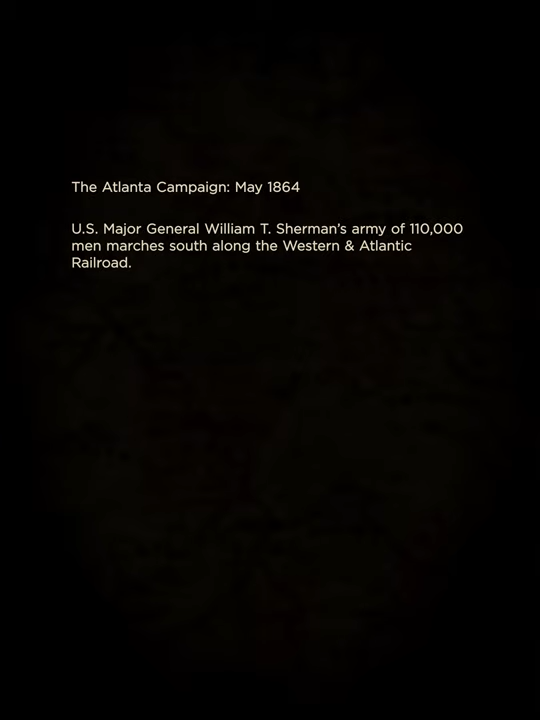 The Atlanta Campaign: May 1864
U.S. Major General William T. Sherman’s army of 110,000
men marches south along the Western & Atlantic
Railroad.